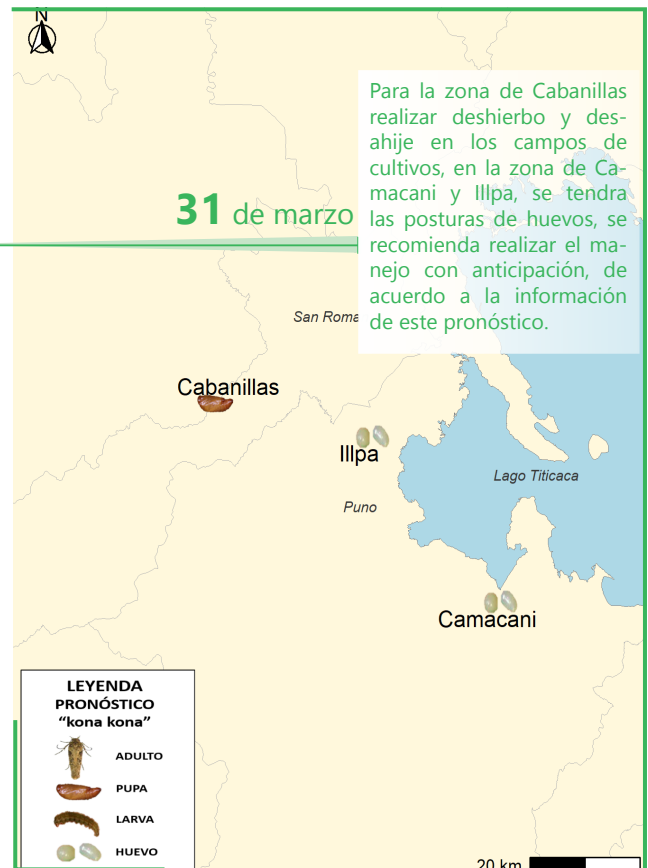 N
Para la zona de Cabanillas
realizar deshierbo y des-
ahije en los campos de
cultivos, en la zona de Ca-
macani y Illpa, se tendra
las posturas de huevos, se
recomienda realizar el ma-
nejo con anticipación, de
acuerdo a la información
de este pronóstico.
31 de marzo
San Roma
Cabanillas
Illpa
Lago Titicaca
Puno
Camacani
LEYENDA
PRONÓSTICO
“kona kona”
ADULTO
PUPA
LARVA
HUEVO
20 km